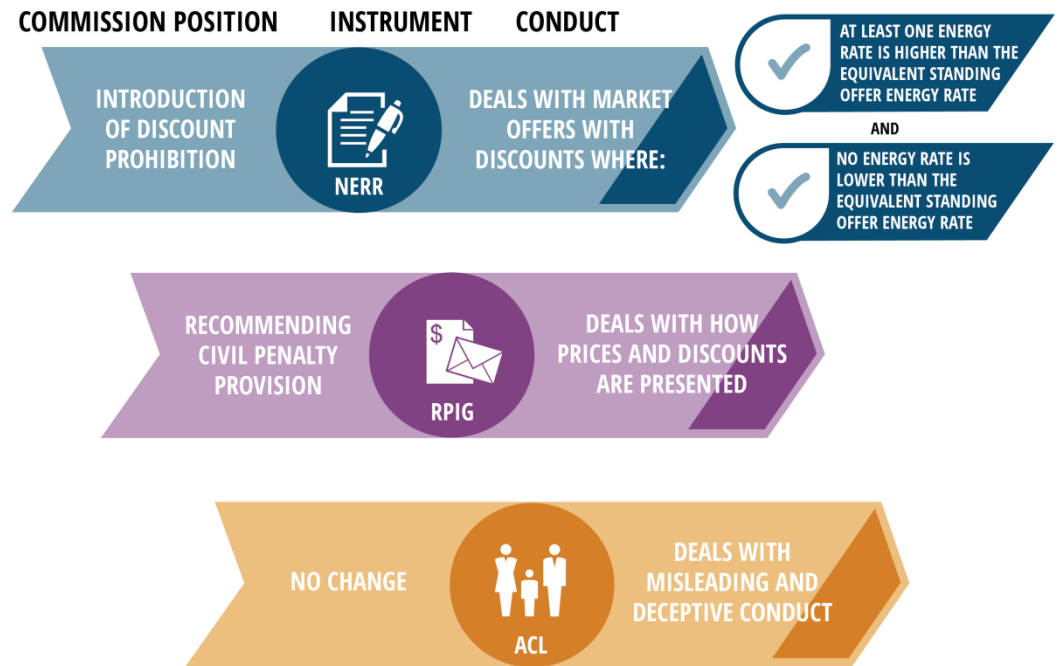 COMMISSION POSITION INSTRUMENT CONDUCT
INTRODUCTION
OF DISCOUNT
PROHIBITION
NERR
DEALS WITH MARKET
OFFERS WITH
DISCOUNTS WHERE:
AT LEAST ONE ENERGY
RATE IS HIGHER THAN THE
EQUIVALENT STANDING
OFFER ENERGY RATE
AND
NO ENERGY RATE IS
LOWER THAN THE
EQUIVALENT STANDING
OFFER ENERGY RATE
RECOMMENDING
CIVIL PENALTY
PROVISION
$
RPIG
DEALS WITH HOW
PRICES AND DISCOUNTS
ARE PRESENTED
NO CHANGE
ACL
DEALS WITH
MISLEADING AND
DECEPTIVE CONDUCT